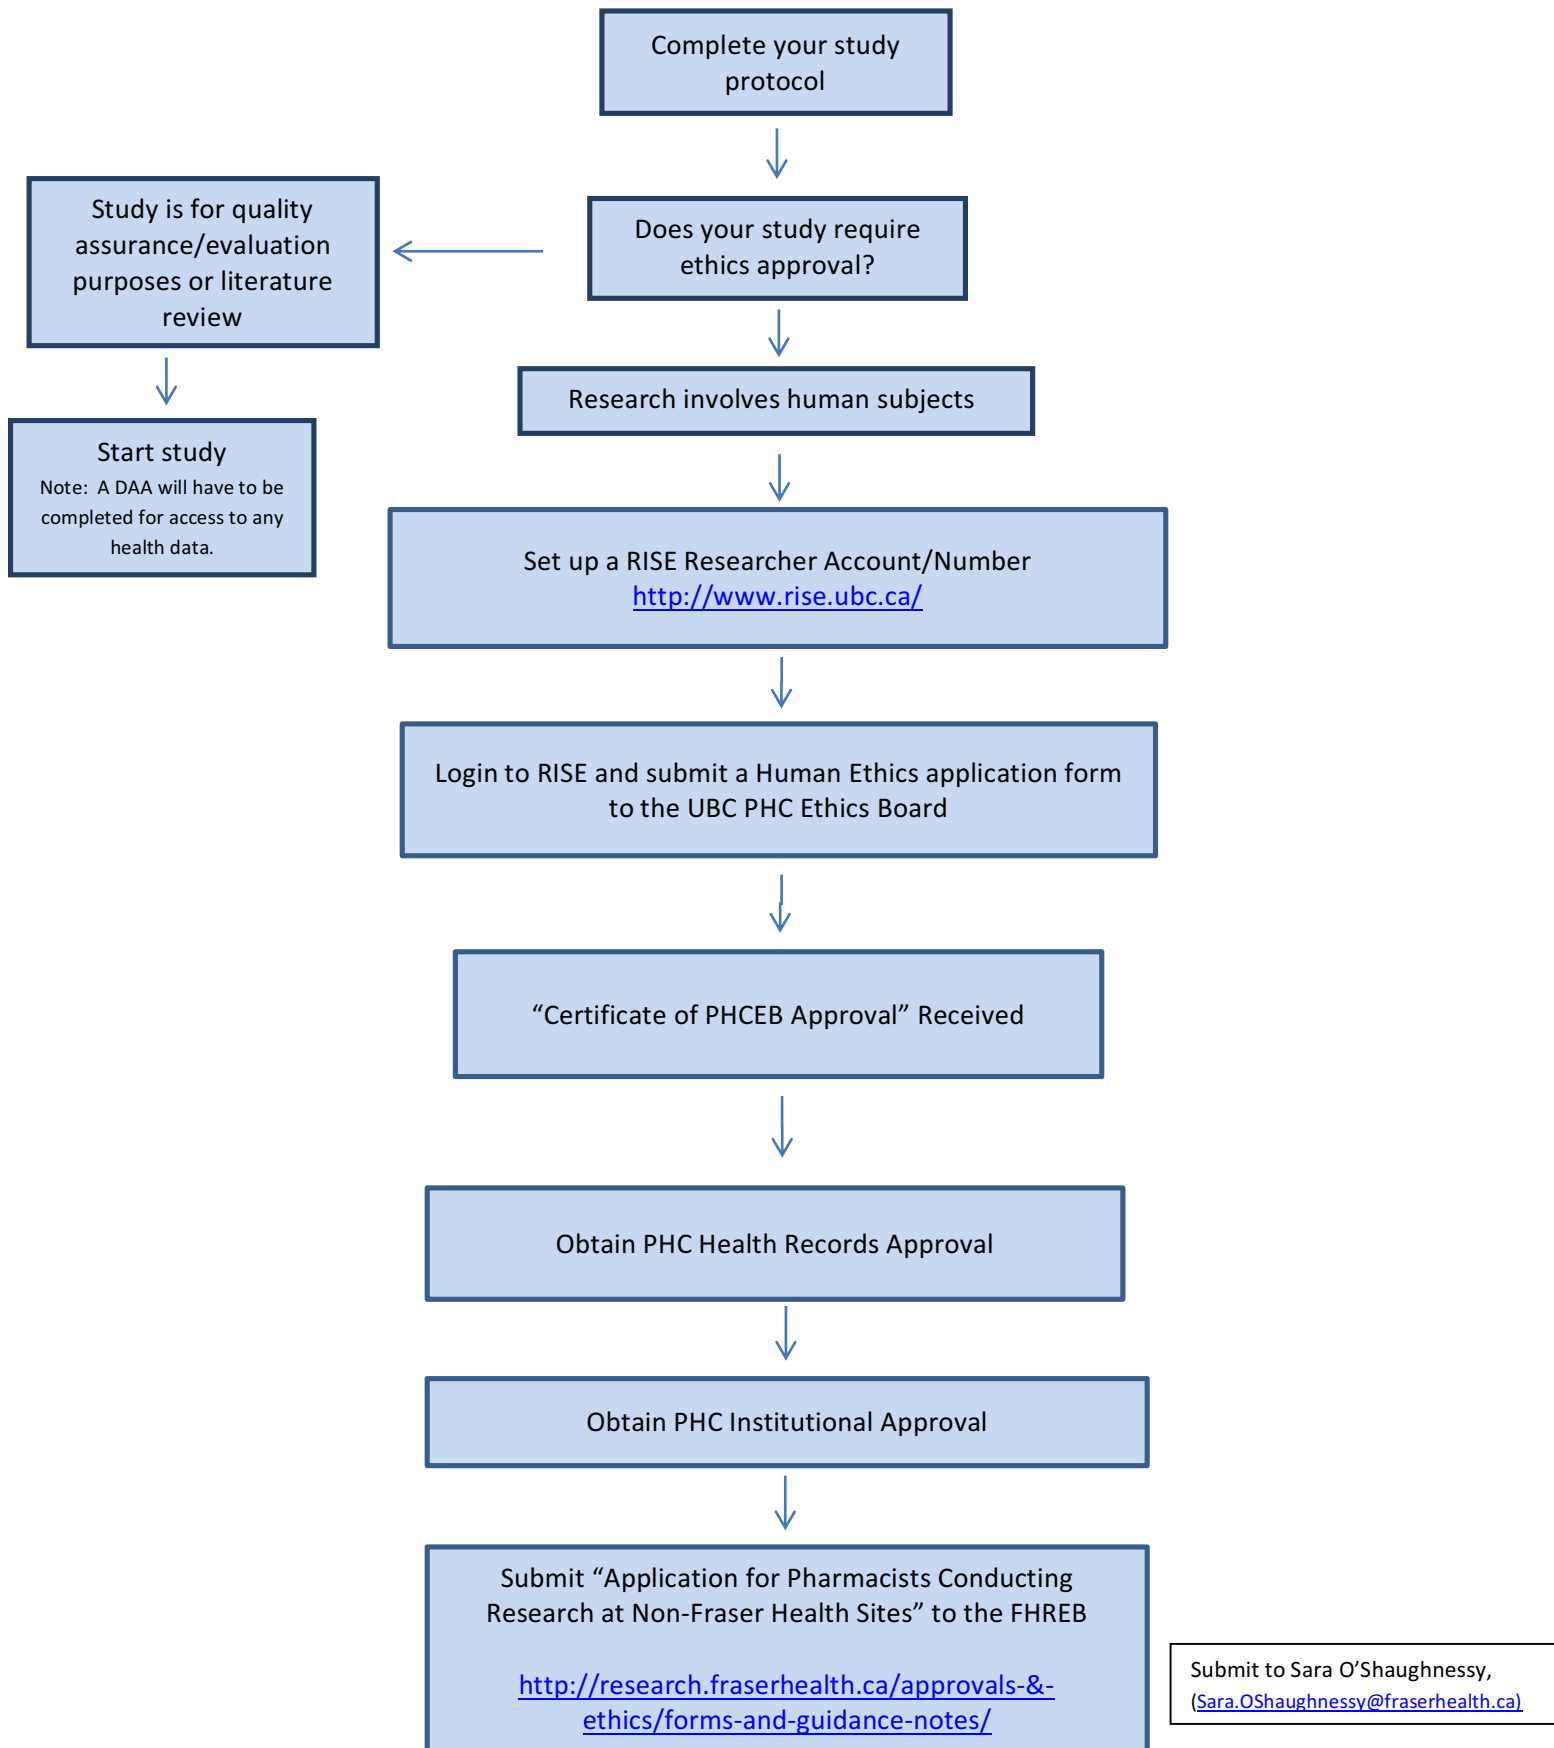 Complete your study
protocol
Does your study require
ethics approval?
Study is for quality
assurance/evaluation
purposes or literature
review
Start study
Note:  A DAA will have to be
completed for access to any
health data.
Research involves human subjects
Set up a RISE Researcher Account/Number
http://www.rise.ubc.ca/
Login to RISE and submit a Human Ethics application form
to the UBC PHC Ethics Board
“Certificate of PHCEB Approval” Received
Obtain PHC Health Records Approval
Obtain PHC Institutional Approval
Submit “Application for Pharmacists Conducting
Research at Non-Fraser Health Sites” to the FHREB
http://research.fraserhealth.ca/approvals-&-
ethics/forms-and-guidance-notes/
Submit to Sara O’Shaughnessy,
(Sara.OShaughnessy@fraserhealth.ca)